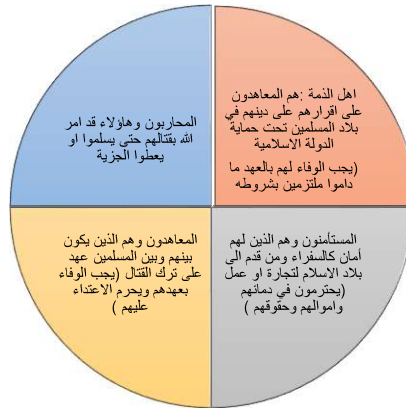 اهل الذمة :هم المعاهدون
على اقرارهم على دينهم في
بلاد المسلمين تحت حماية
الدولة الاسلامية
(يجب الوفاء لهم بالعهد ما
داموا ملتزمين بشروطه
المحاربون وهاؤلاء قد امر
الله بقتالهم حتى يسلموا او
يعطوا الجزية
المستأمنون وهم الذين لهم
أمان كالسفراء ومن قدم الى
بلاد الاسلام لتجارة او عمل
(يحترمون في دمائهم
واموالهم وحقوقهم )
المعاهدون وهم الذين يكون
بينهم وبين المسلمين عهد
على ترك القتال (يجب الوفاء
بعهدهم ويحرم الاعتداء
عليهم )